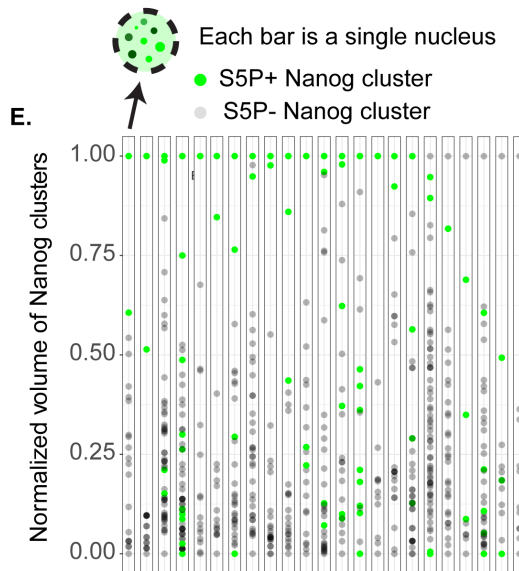 Each bar is a single nucleus
S5P+ Nanog cluster
S5P- Nanog cluster
E.
Normalized volume of Nanog clusters
1.00
0.75
0.50
0.25
0.00